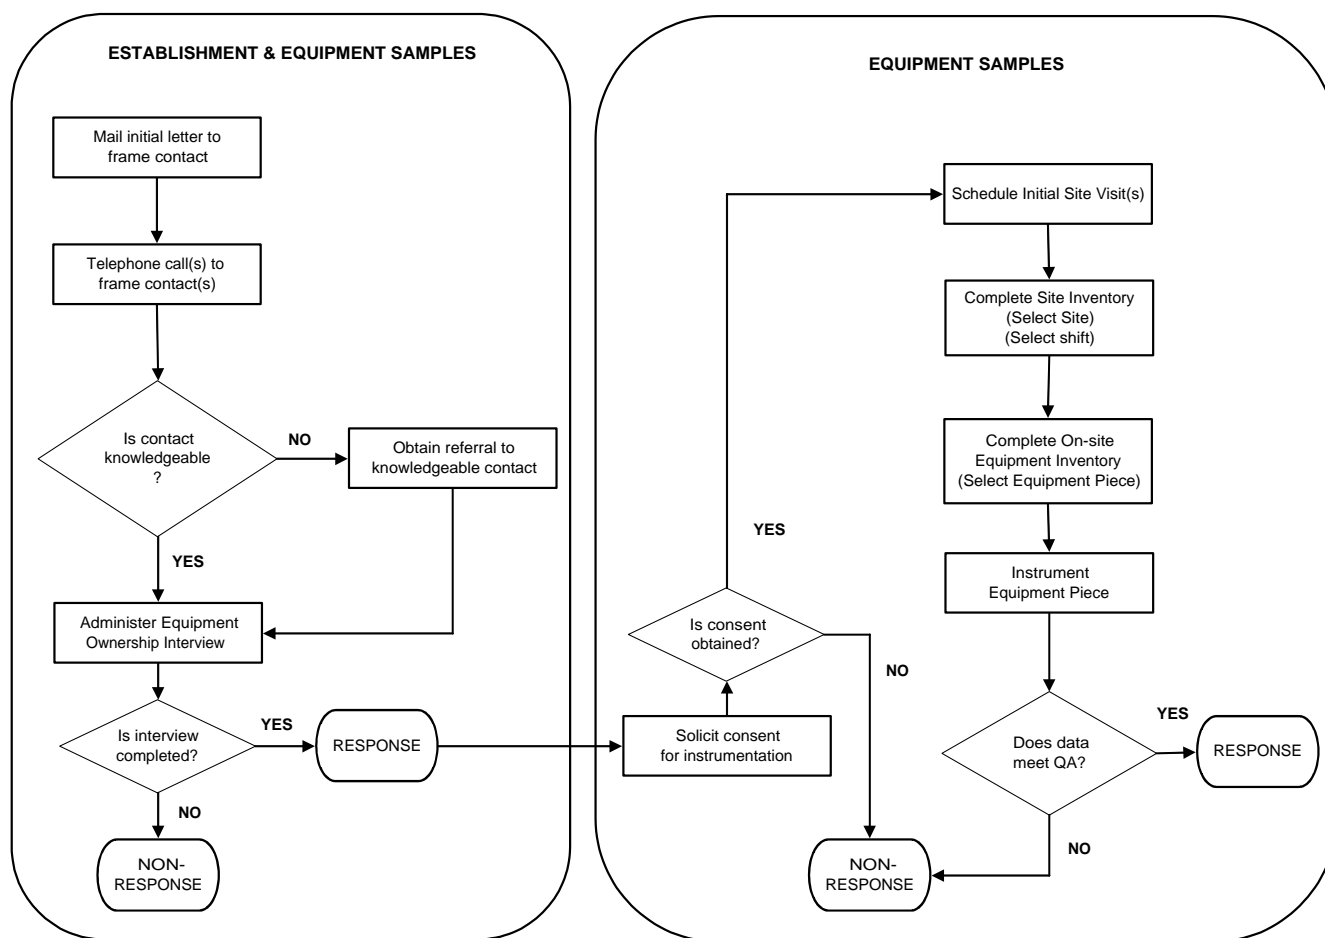 ESTABLISHMENT & EQUIPMENT SAMPLES
Mail initial letter to
frame contact
Telephone call(s) to
frame contact(s)
Is contact
knowledgeable
?
NO
Obtain referral to
knowledgeable contact
YES
Administer Equipment
Ownership Interview
Is interview
completed?
YES
RESPONSE
NO
NON-
RESPONSE
EQUIPMENT SAMPLES
Solicit consent
for instrumentation
Is consent
obtained?
YES
NO
Schedule Initial Site Visit(s)
Complete Site Inventory
(Select Site)
(Select shift)
Complete On-site
Equipment Inventory
(Select Equipment Piece)
Instrument
Equipment Piece
Does data
meet QA?
YES
RESPONSE
NO
NON-
RESPONSE